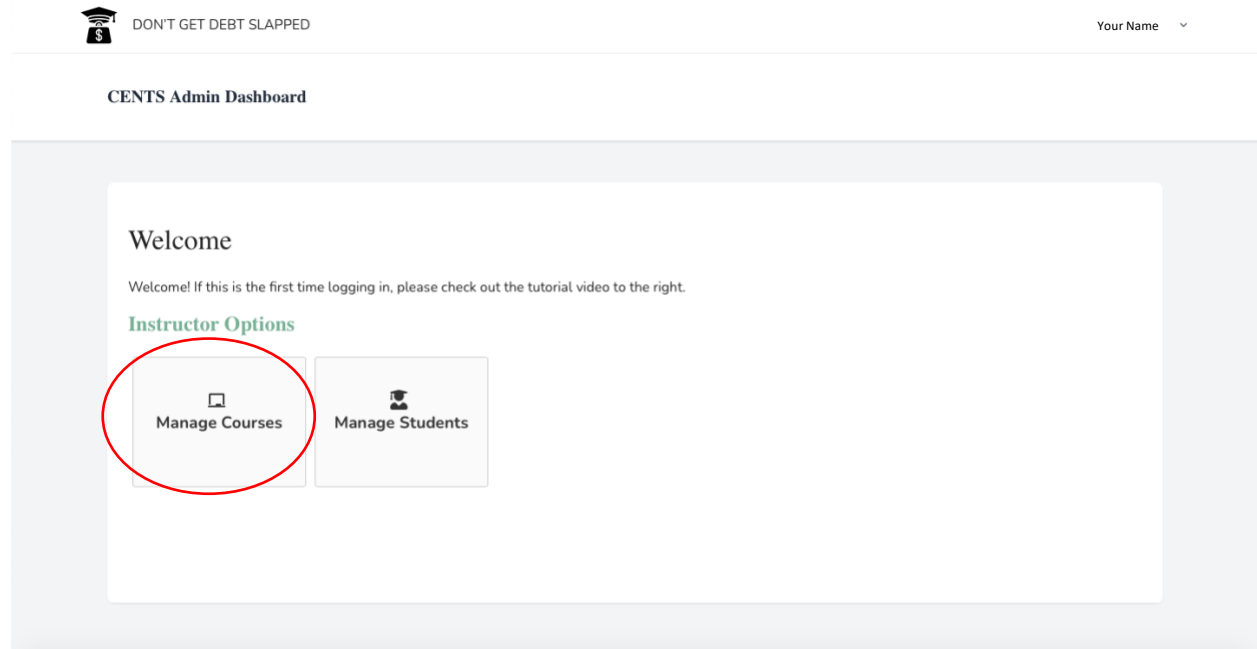 $
DON'T GET DEBT SLAPPED
Your Name
CENTS Admin Dashboard
Welcome
Welcome! If this is the first time logging in, please check out the tutorial video to the right.
Instructor Options
Manage Courses
Manage Students